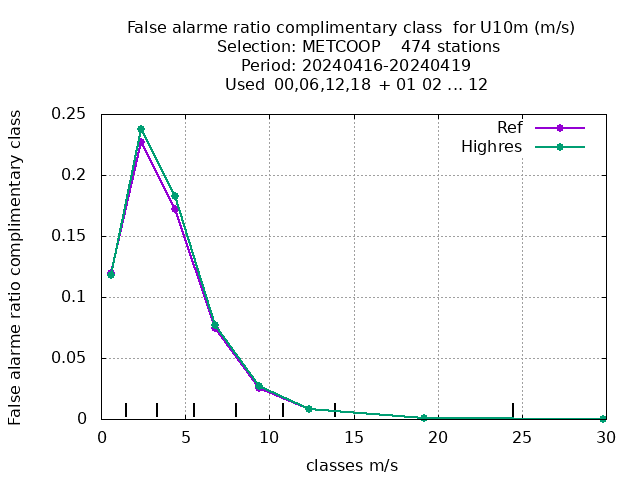 False alarme ratio complimentary class  for U10m (m/s)
Selection: METCOOP    474 stations
Period: 20240416-20240419
Used  00,06,12,18 + 01 02 ... 12
False alarme ratio complimentary class
0.25
0.2
0.15
0.1
0.05
0
Ref
Highres
0 5 10 15 20 25 30
classes m/s